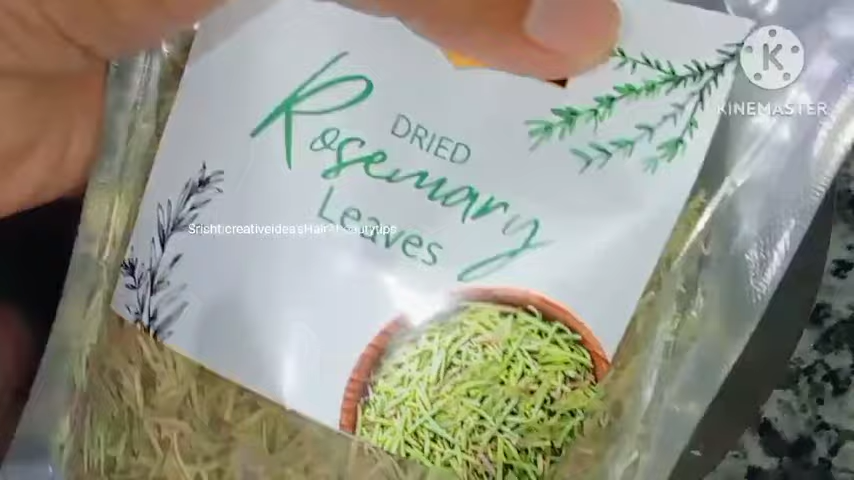 K
KINEMASTER
DRIED
Rosemary
Leaves